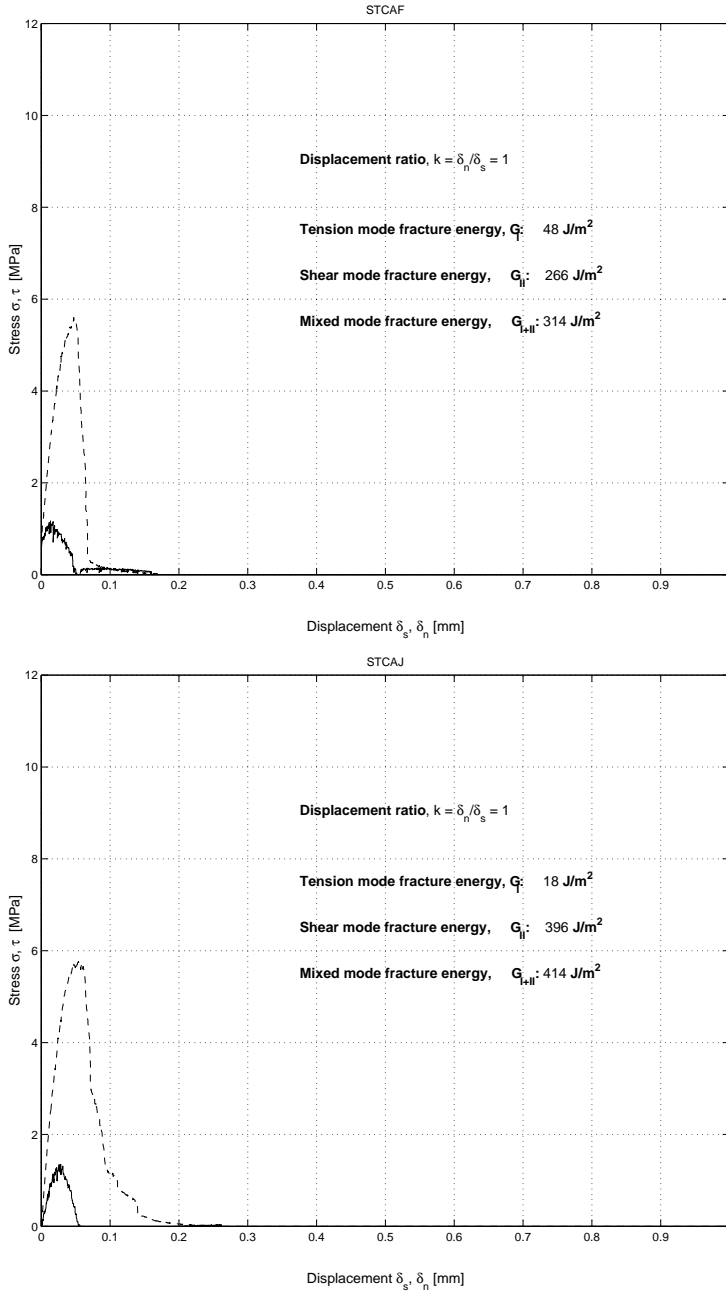 STCAF
12
10
8
6
4
2
0
Stress σ, τ [MPa]
Displacement ratio, k = δn/δs = 1
Tension mode fracture energy, GI: 48 J/m2
Shear mode fracture energy, GII: 266 J/m2
Mixed mode fracture energy, GI+II: 314 J/m2
0 0.1 0.2 0.3 0.4 0.5 0.6 0.7 0.8 0.9
Displacement δs, δn [mm]
STCAJ
12
10
8
6
4
2
0
Stress σ, τ [MPa]
Displacement ratio, k = δn/δs = 1
Tension mode fracture energy, GI: 18 J/m2
Shear mode fracture energy, GII: 396 J/m2
Mixed mode fracture energy, GI+II: 414 J/m2
0 0.1 0.2 0.3 0.4 0.5 0.6 0.7 0.8 0.9
Displacement δs, δn [mm]